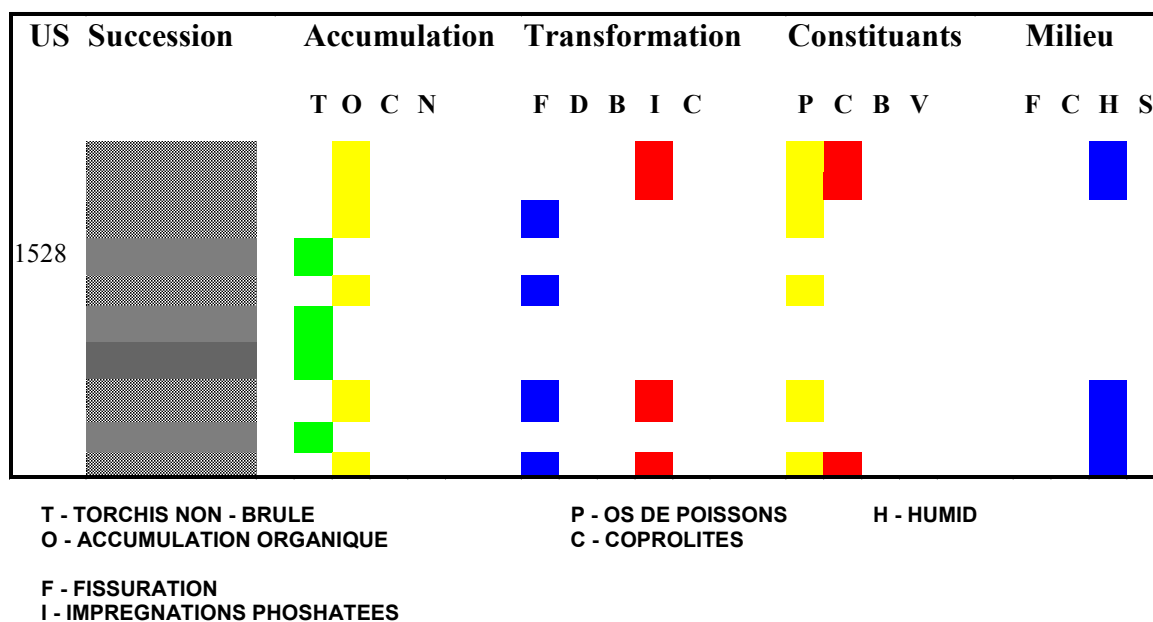 US Succession Accumulation Transformation Constituants Milieu
T O C N F D B I C P C B V F C H S
1528
T - TORCHIS NON - BRULE P - OS DE POISSONS H - HUMID
O - ACCUMULATION ORGANIQUE C - COPROLITES
F - FISSURATION
I - IMPREGNATIONS PHOSHATEES